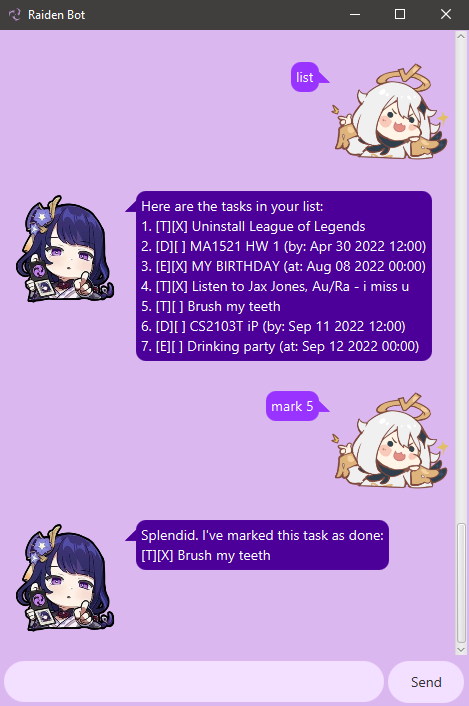 Raiden Bot
list
Here are the tasks in your list:
1. [T][X] Uninstall League of Legends
2. [D][ ] MA1521 HW 1 (by: Apr 30 2022 12:00)
3. [E][X] MY BIRTHDAY (at: Aug 08 2022 00:00)
4. [T][X] Listen to Jax Jones, Au/Ra - i miss u
5. [T][ ] Brush my teeth
6. [D][ ] CS2103T iP (by: Sep 11 2022 12:00)
7. [E][ ] Drinking party (at: Sep 12 2022 00:00)
mark 5
Splendid. I've marked this task as done:
[T][X] Brush my teeth
Send